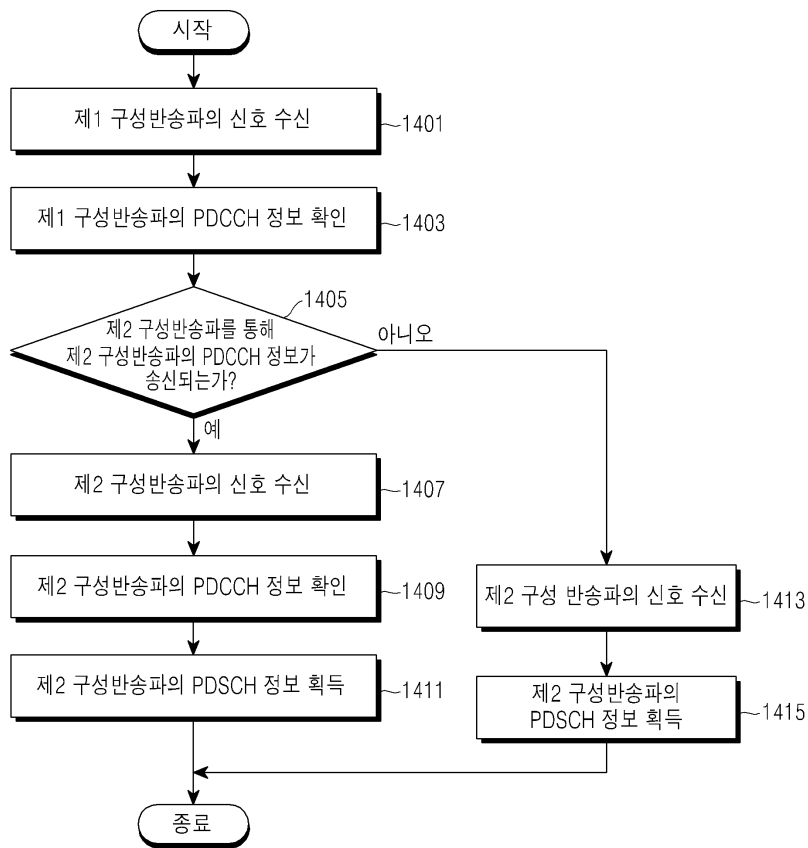 시작
제1 구성반송파의 신호 수신
1401
제1 구성반송파의 PDCCH 정보 확인
1403
1405
제2 구성반송파를 통해
제2 구성반송파의 PDCCH 정보가
송신되는가?
아니오
예
제2 구성반송파의 신호 수신
1407
제2 구성반송파의 PDCCH 정보 확인
1409
제2 구성반송파의 PDSCH 정보 획득
1411
제2 구성 반송파의 신호 수신
1413
제2 구성반송파의
PDSCH 정보 획득
1415
종료